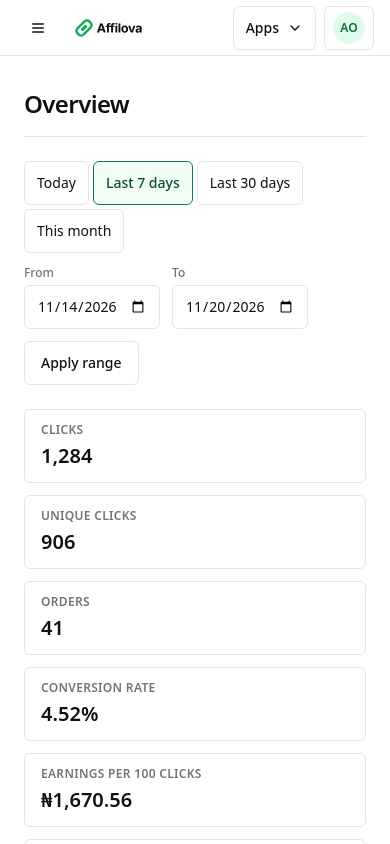 Affilova
Apps
AO
Overview
Today
Last 7 days
Last 30 days
This month
From
To
11/14/2026
11/20/2026
Apply range
CLICKS
1,284
UNIQUE CLICKS
906
ORDERS
41
CONVERSION RATE
4.52%
EARNINGS PER 100 CLICKS
₦1,670.56